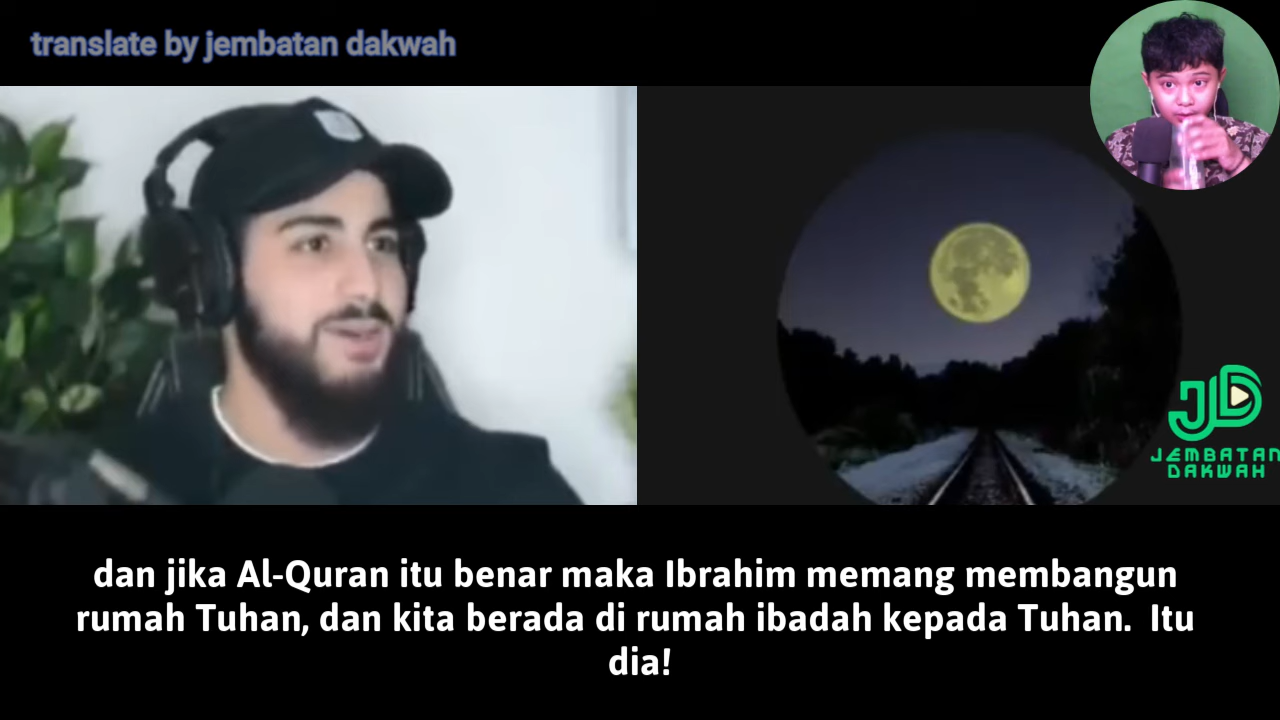 translate by jembatan dakwah
JD
JEMBATAN
DAKWAH
dan jika Al-Quran itu benar maka Ibrahim memang membangun
rumah Tuhan, dan kita berada di rumah ibadah kepada Tuhan. Itu
dia!